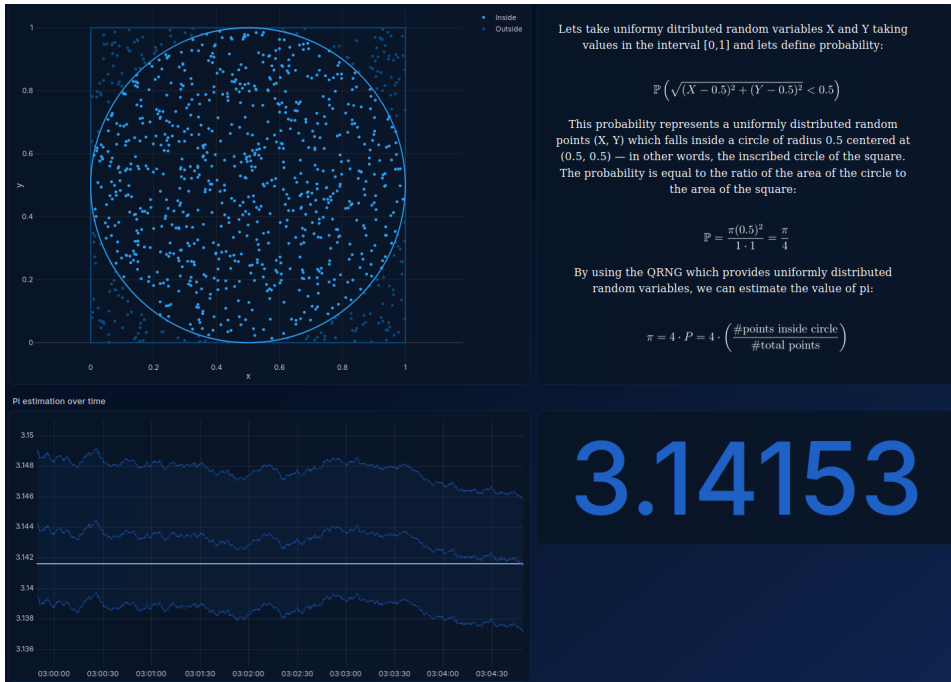 Inside
Outside
1
0.8
0.6
0.4
0.2
0
y
0
0.2
0.4
0.6
0.8
1
x
Lets take uniformy ditributed random variables X and Y taking
values in the interval [0,1] and lets define probability:
ℙ(√((X − 0.5)² + (Y − 0.5)²) < 0.5)
This probability represents a uniformly distributed random
points (X, Y) which falls inside a circle of radius 0.5 centered at
(0.5, 0.5) — in other words, the inscribed circle of the square.
The probability is equal to the ratio of the area of the circle to
the area of the square:
ℙ = π(0.5)² / 1 · 1 = π / 4
By using the QRNG which provides uniformly distributed
random variables, we can estimate the value of pi:
π = 4 · P = 4 · (#points inside circle / #total points)
Pi estimation over time
3.15
3.148
3.146
3.144
3.142
3.14
3.138
3.136
03:00:00 03:00:30 03:01:00 03:01:30 03:02:00 03:02:30 03:03:00 03:03:30 03:04:00 03:04:30
3.14153